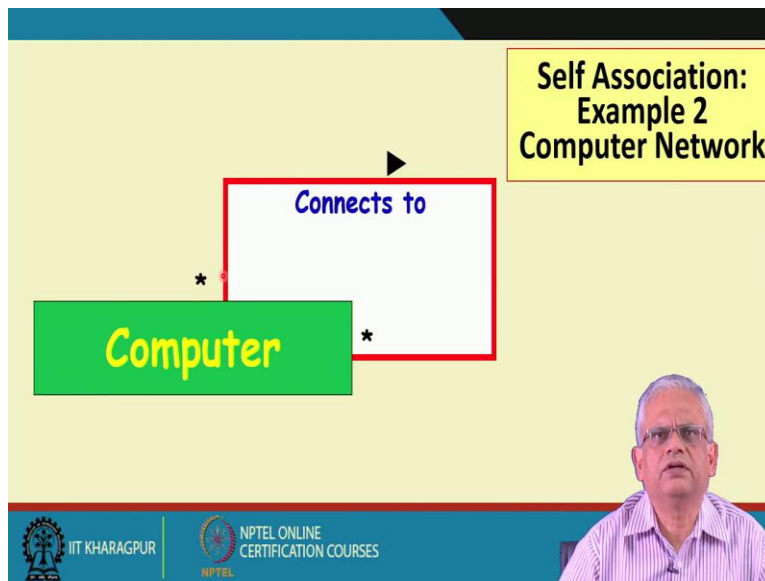 Self Association:
Example 2
Computer Network
▶
Connects to
*
Computer
*
IIT KHARAGPUR
NPTEL
NPTEL ONLINE
CERTIFICATION COURSES